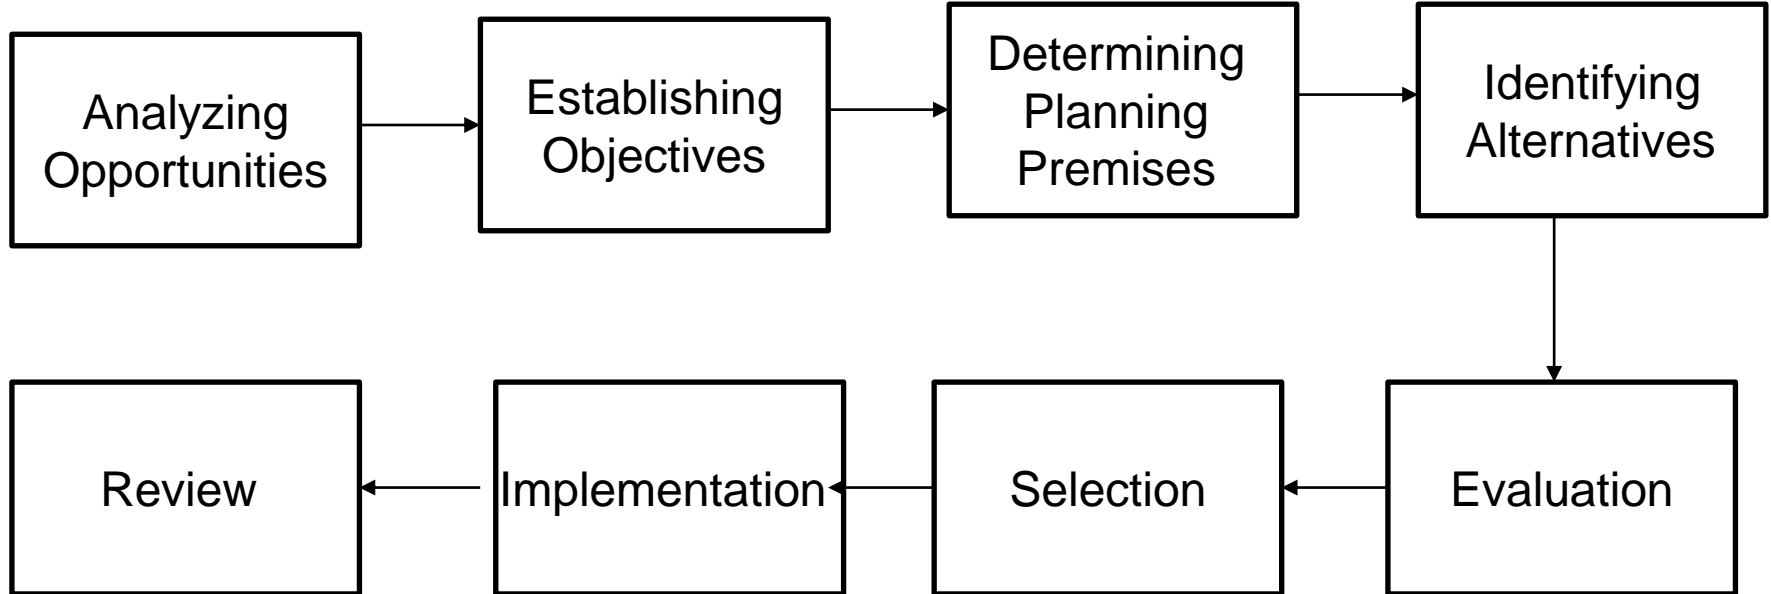 Analyzing
Opportunities
Establishing
Objectives
Determining
Planning
Premises
Identifying
Alternatives
Review
Implementation
Selection
Evaluation